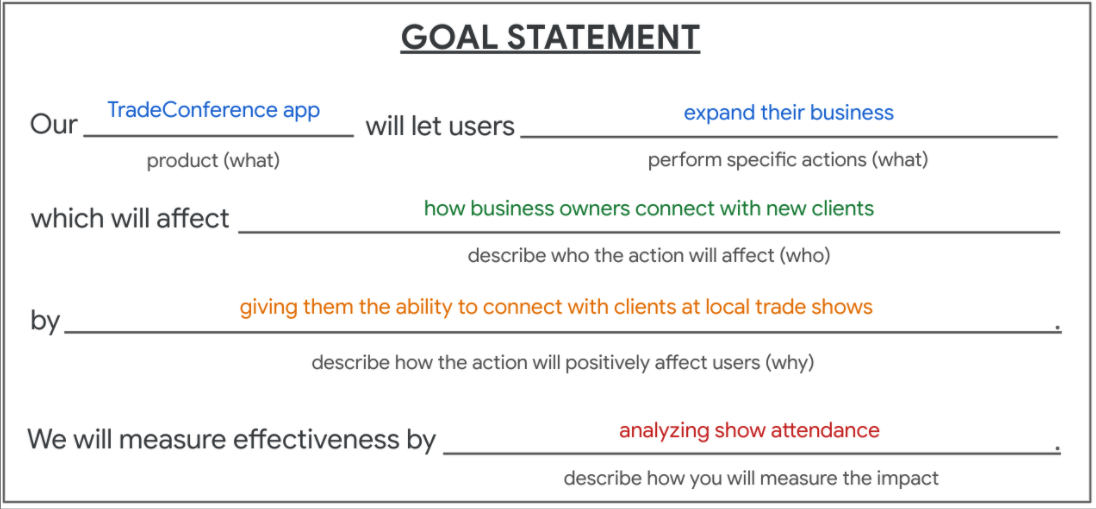 GOAL STATEMENT
Our TradeConference app will let users expand their business
product (what) perform specific actions (what)
which will affect how business owners connect with new clients
describe who the action will affect (who)
by giving them the ability to connect with clients at local trade shows.
describe how the action will positively affect users (why)
We will measure effectiveness by analyzing show attendance.
describe how you will measure the impact